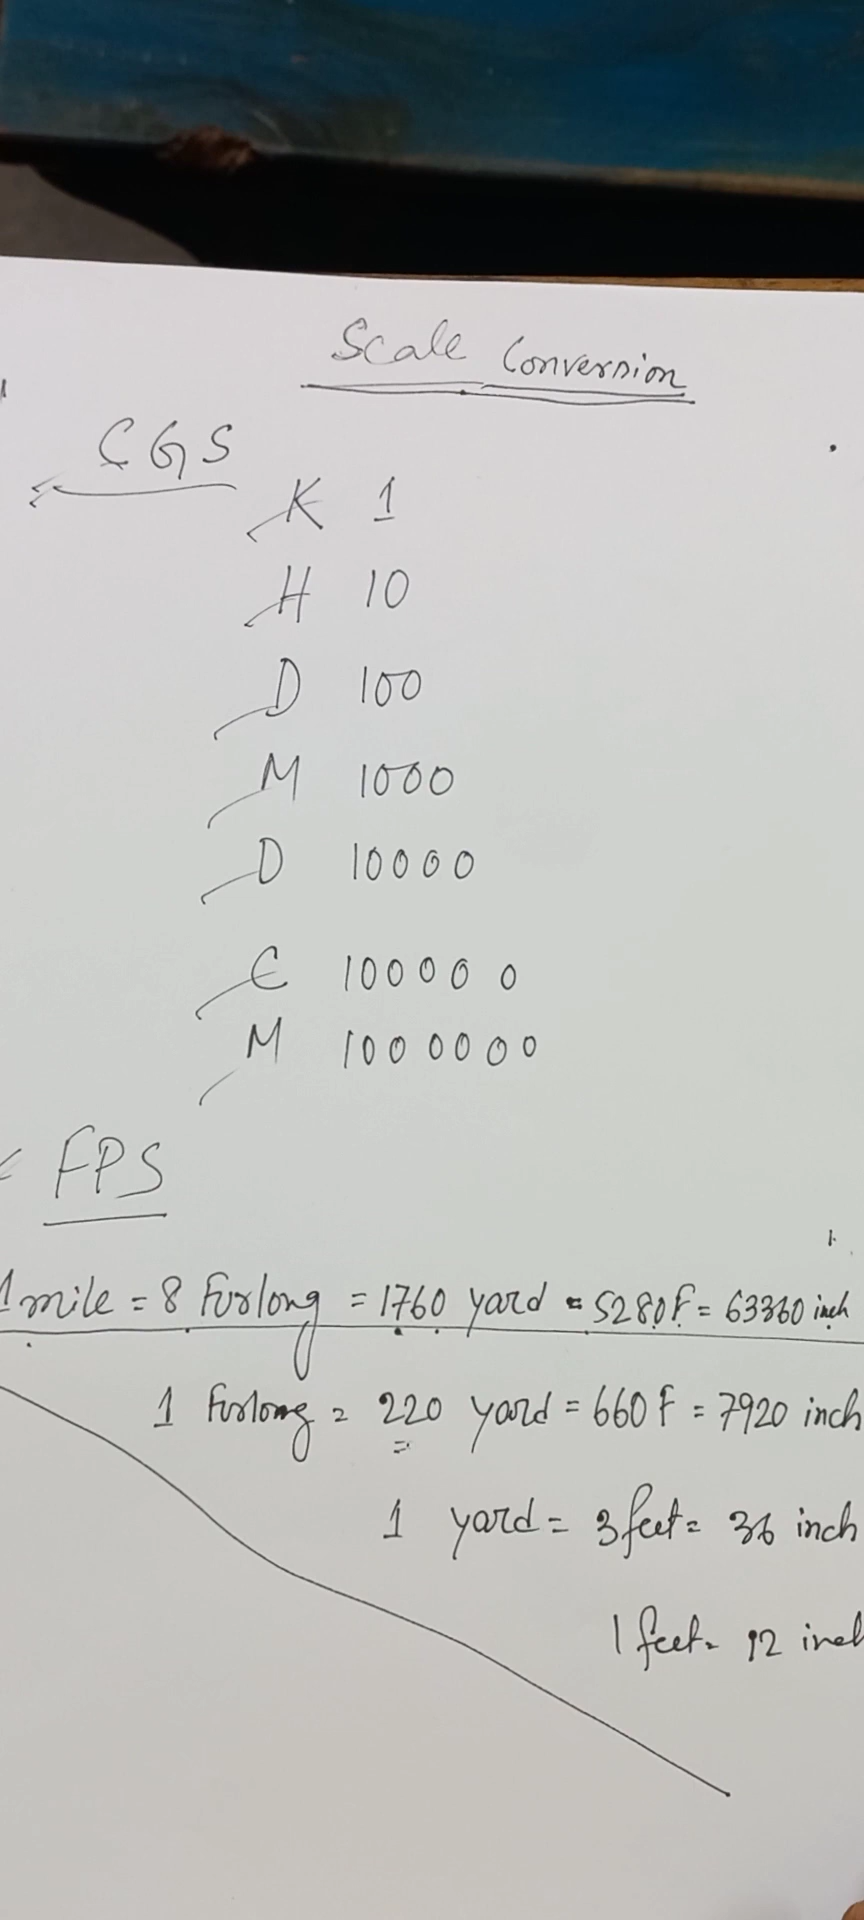 Scale Conversion
CGS
K 1
H 10
D 100
M 1000
D 10000
C 100000
M 1000000
FPS
1 mile = 8 Furlong = 1760 yard = 5280F = 63360 inch
1 Furlong = 220 yard = 660 F = 7920 inch
1 yard = 3 feet = 36 inch
1 feet = 12 inch